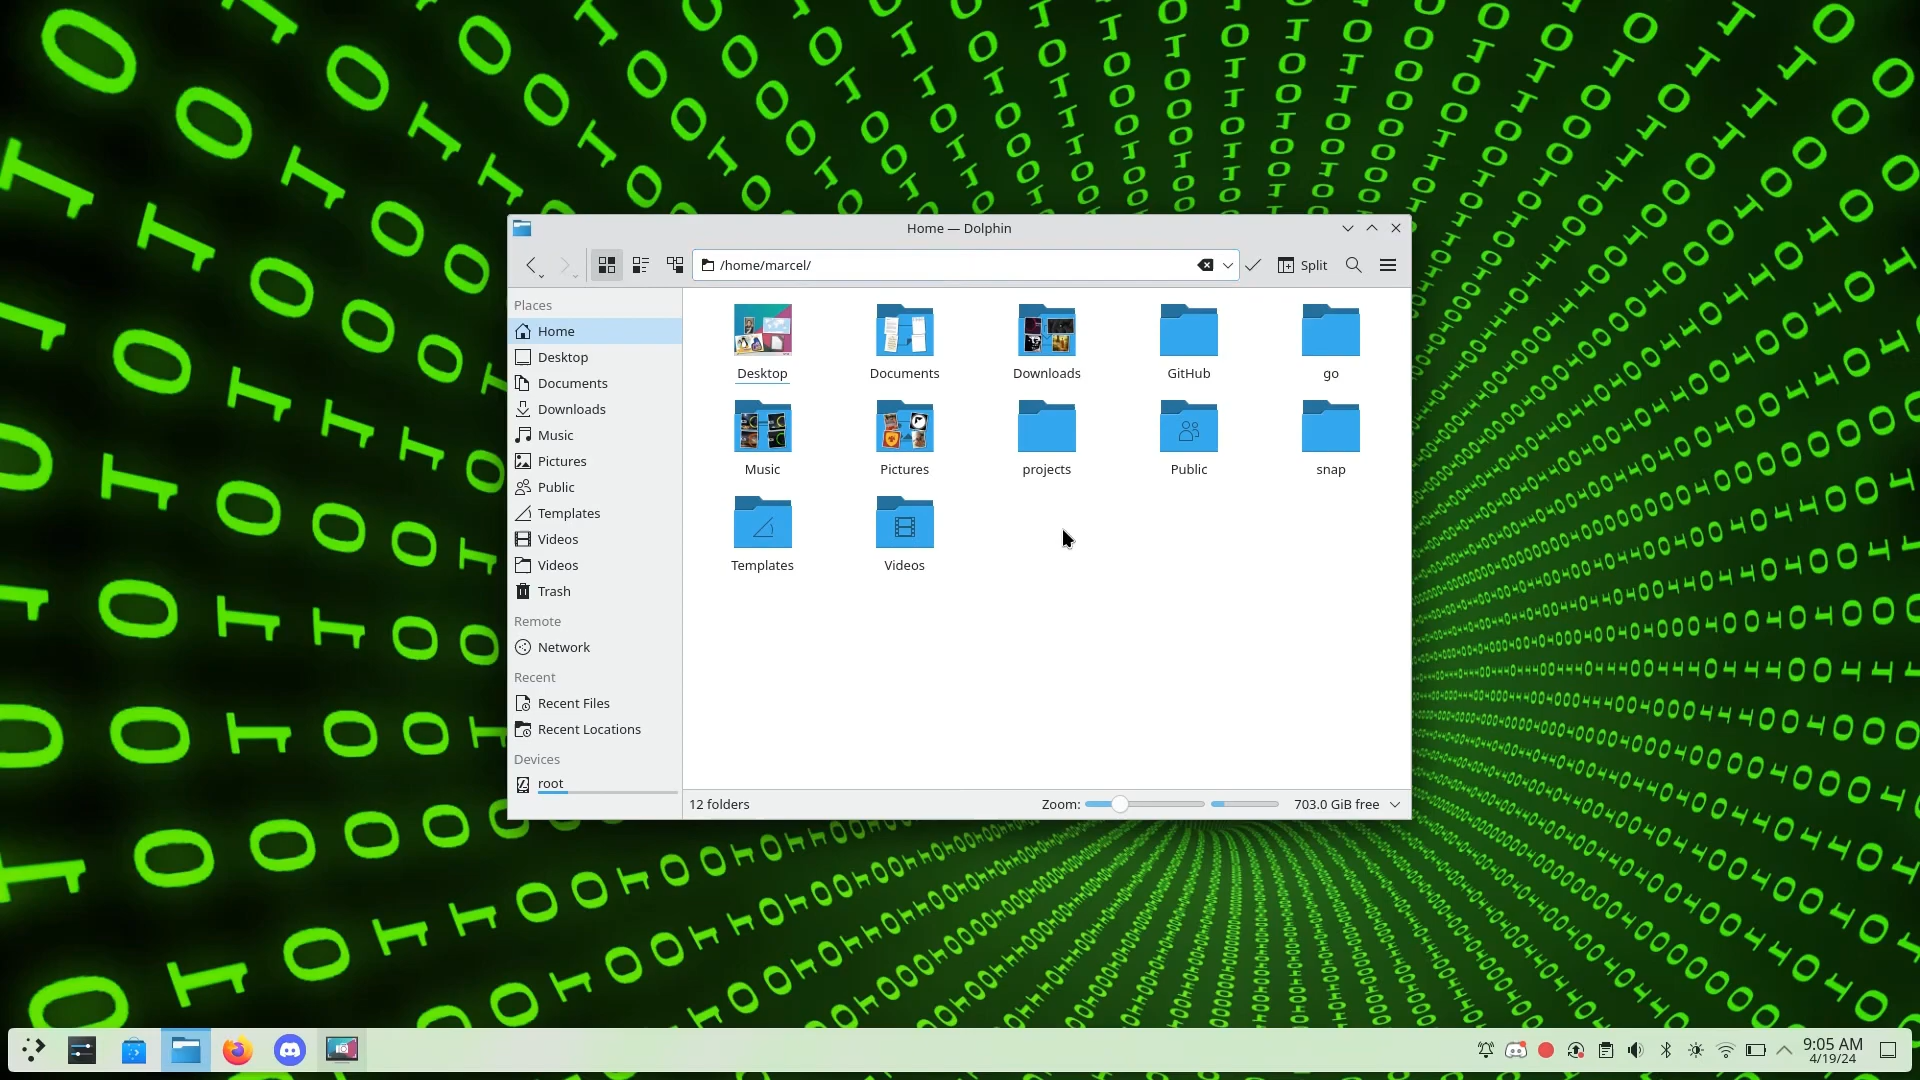 Home — Dolphin
/home/marcel/
Split
Places
Home
Desktop
Documents
Downloads
Music
Pictures
Public
Templates
Videos
Videos
Trash
Remote
Network
Recent
Recent Files
Recent Locations
Devices
root
Desktop
Documents
Downloads
GitHub
go
Music
Pictures
projects
Public
snap
Templates
Videos
12 folders
Zoom:
703.0 GiB free
9:05 AM
4/19/24